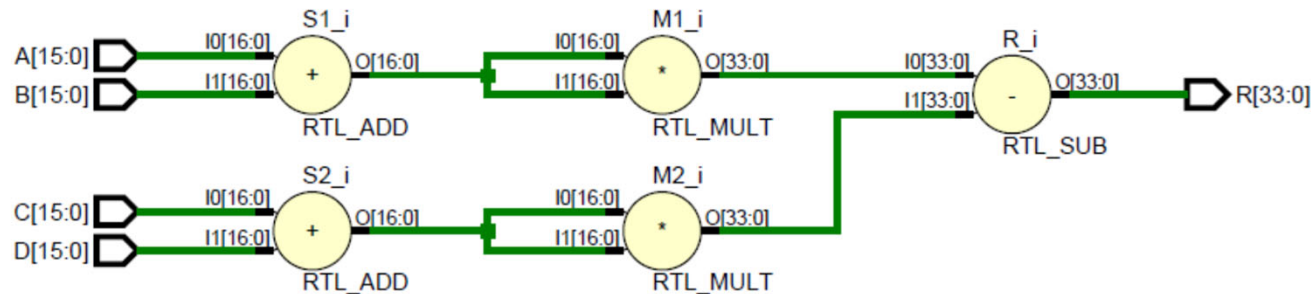 S1_i
M1_i
R_i
A[15:0]
B[15:0]
I0[16:0]
I1[16:0]
+
O[16:0]
RTL_ADD
I0[16:0]
I1[16:0]
*
O[33:0]
RTL_MULT
I0[33:0]
I1[33:0]
-
O[33:0]
RTL_SUB
R[33:0]
S2_i
M2_i
C[15:0]
D[15:0]
I0[16:0]
I1[16:0]
+
O[16:0]
RTL_ADD
I0[16:0]
I1[16:0]
*
O[33:0]
RTL_MULT